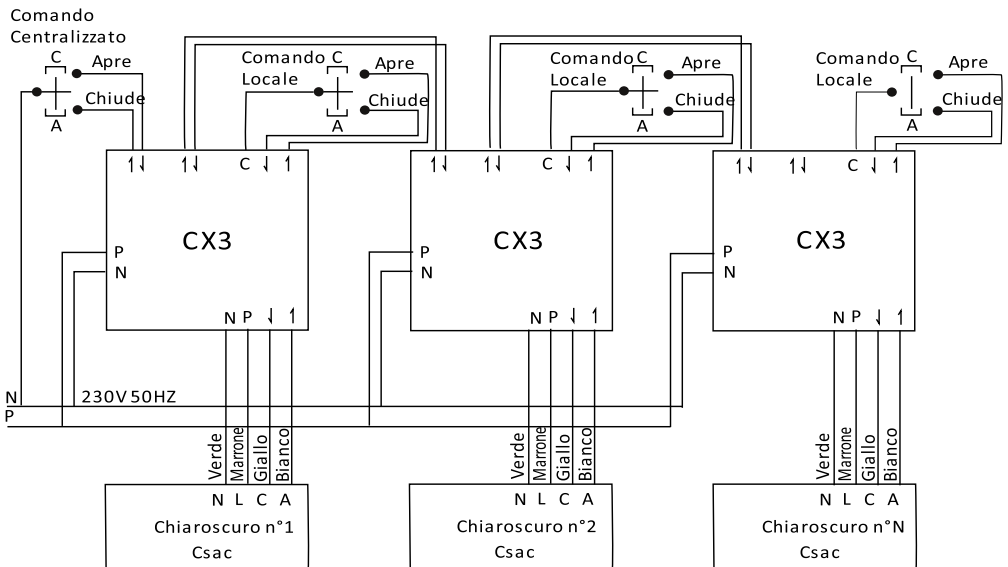 Comando
Centralizzato
C
Apre
Chiude
A
Comando
Locale
C
Apre
Chiude
A
Comando
Locale
C
Apre
Chiude
A
Comando
Locale
C
Apre
Chiude
A
↿⇂ ↿⇂ C ⇂ ↿
CX3
P
N
N P ⇂ ↿
↿⇂ ↿⇂ C ⇂ ↿
CX3
P
N
N P ⇂ ↿
↿⇂ ↿⇂ C ⇂ ↿
CX3
P
N
N P ⇂ ↿
N
P
230V 50HZ
Verde
Marrone
Giallo
Bianco
N L C A
Chiaroscuro n°1
Csac
Verde
Marrone
Giallo
Bianco
N L C A
Chiaroscuro n°2
Csac
Verde
Marrone
Giallo
Bianco
N L C A
Chiaroscuro n°N
Csac